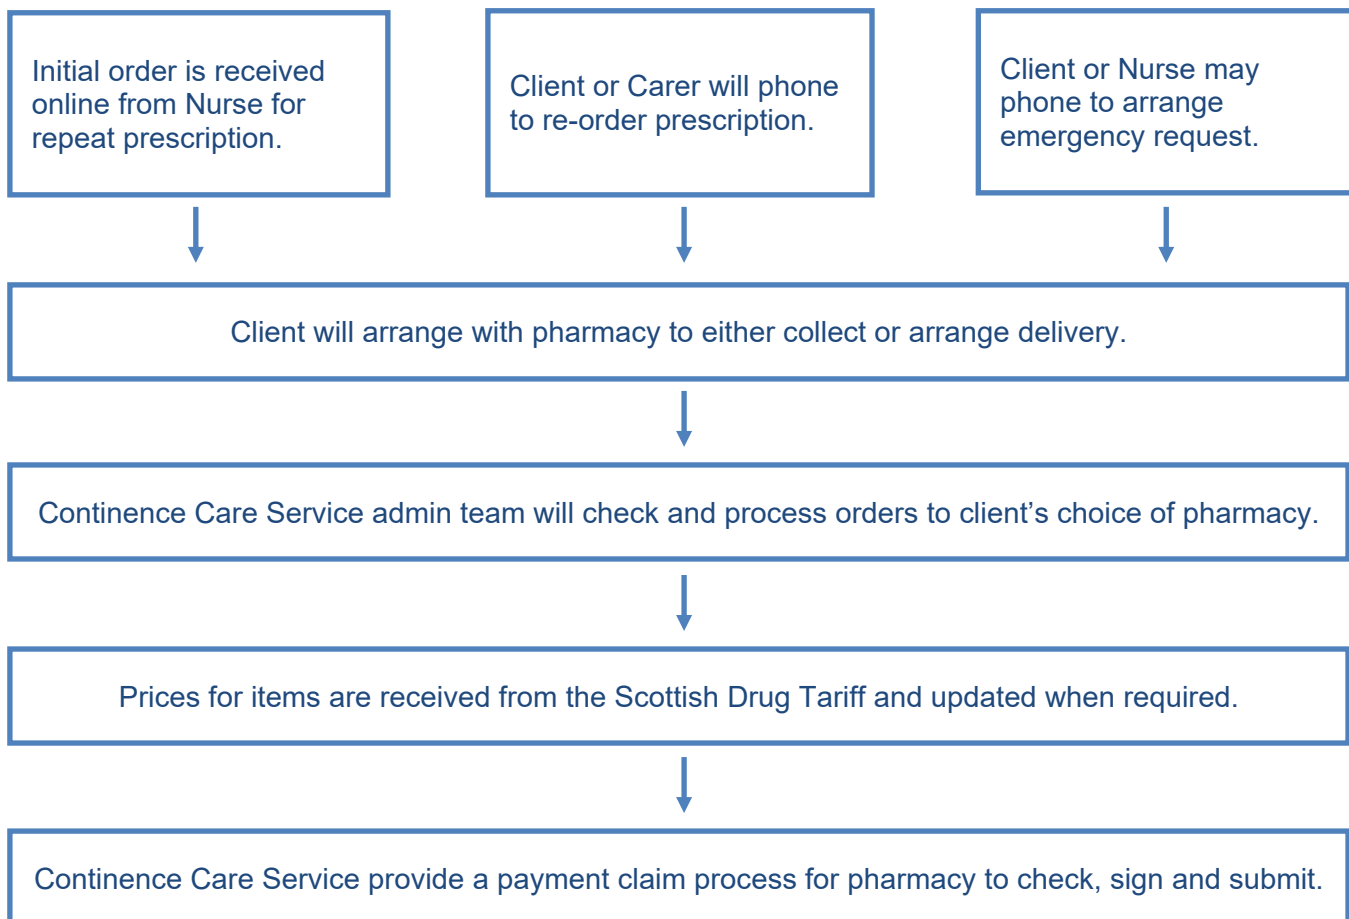 Initial order is received
online from Nurse for
repeat prescription.
Client or Carer will phone
to re-order prescription.
Client or Nurse may
phone to arrange
emergency request.
Client will arrange with pharmacy to either collect or arrange delivery.
Continence Care Service admin team will check and process orders to client’s choice of pharmacy.
Prices for items are received from the Scottish Drug Tariff and updated when required.
Continence Care Service provide a payment claim process for pharmacy to check, sign and submit.